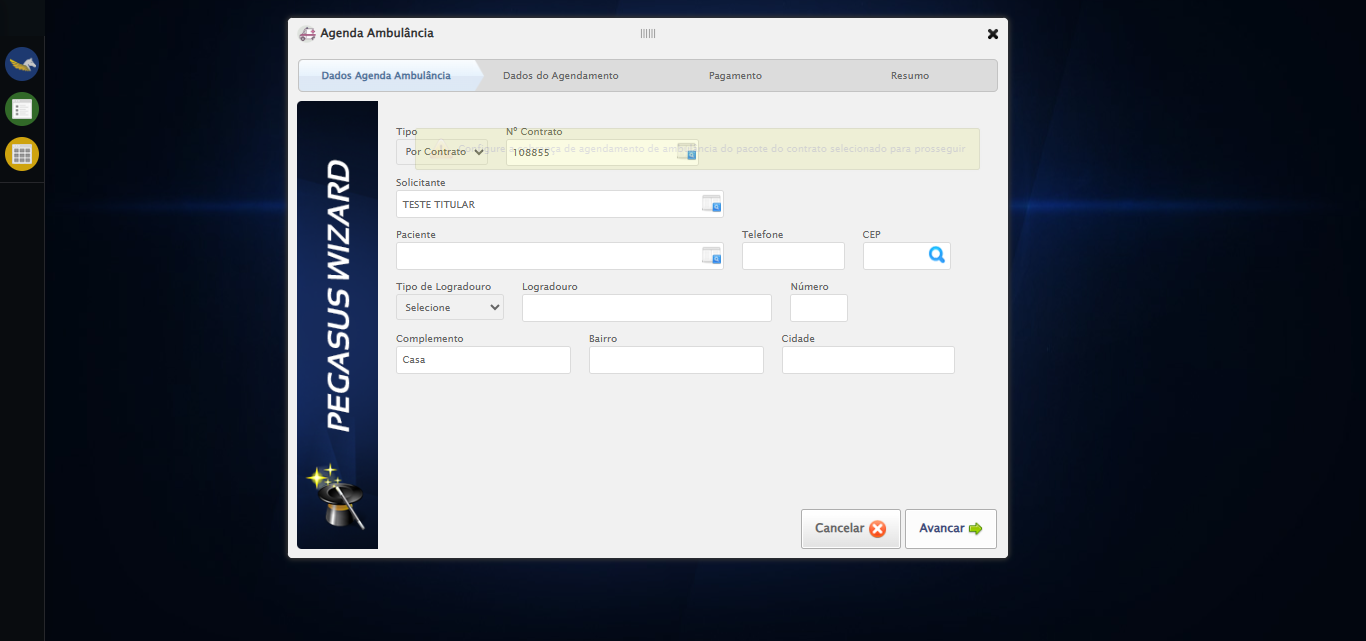 Agenda Ambulância
Dados Agenda Ambulância
Dados do Agendamento
Pagamento
Resumo
PEGASUS WIZARD
Tipo
Nº Contrato
Por Contrato
108855
Configure a de agendamento de ambulância do pacote do contrato selecionado para prosseguir
Solicitante
TESTE TITULAR
Paciente
Telefone
CEP
Tipo de Logradouro
Logradouro
Número
Selecione
Complemento
Bairro
Cidade
Casa
Cancelar
Avancar